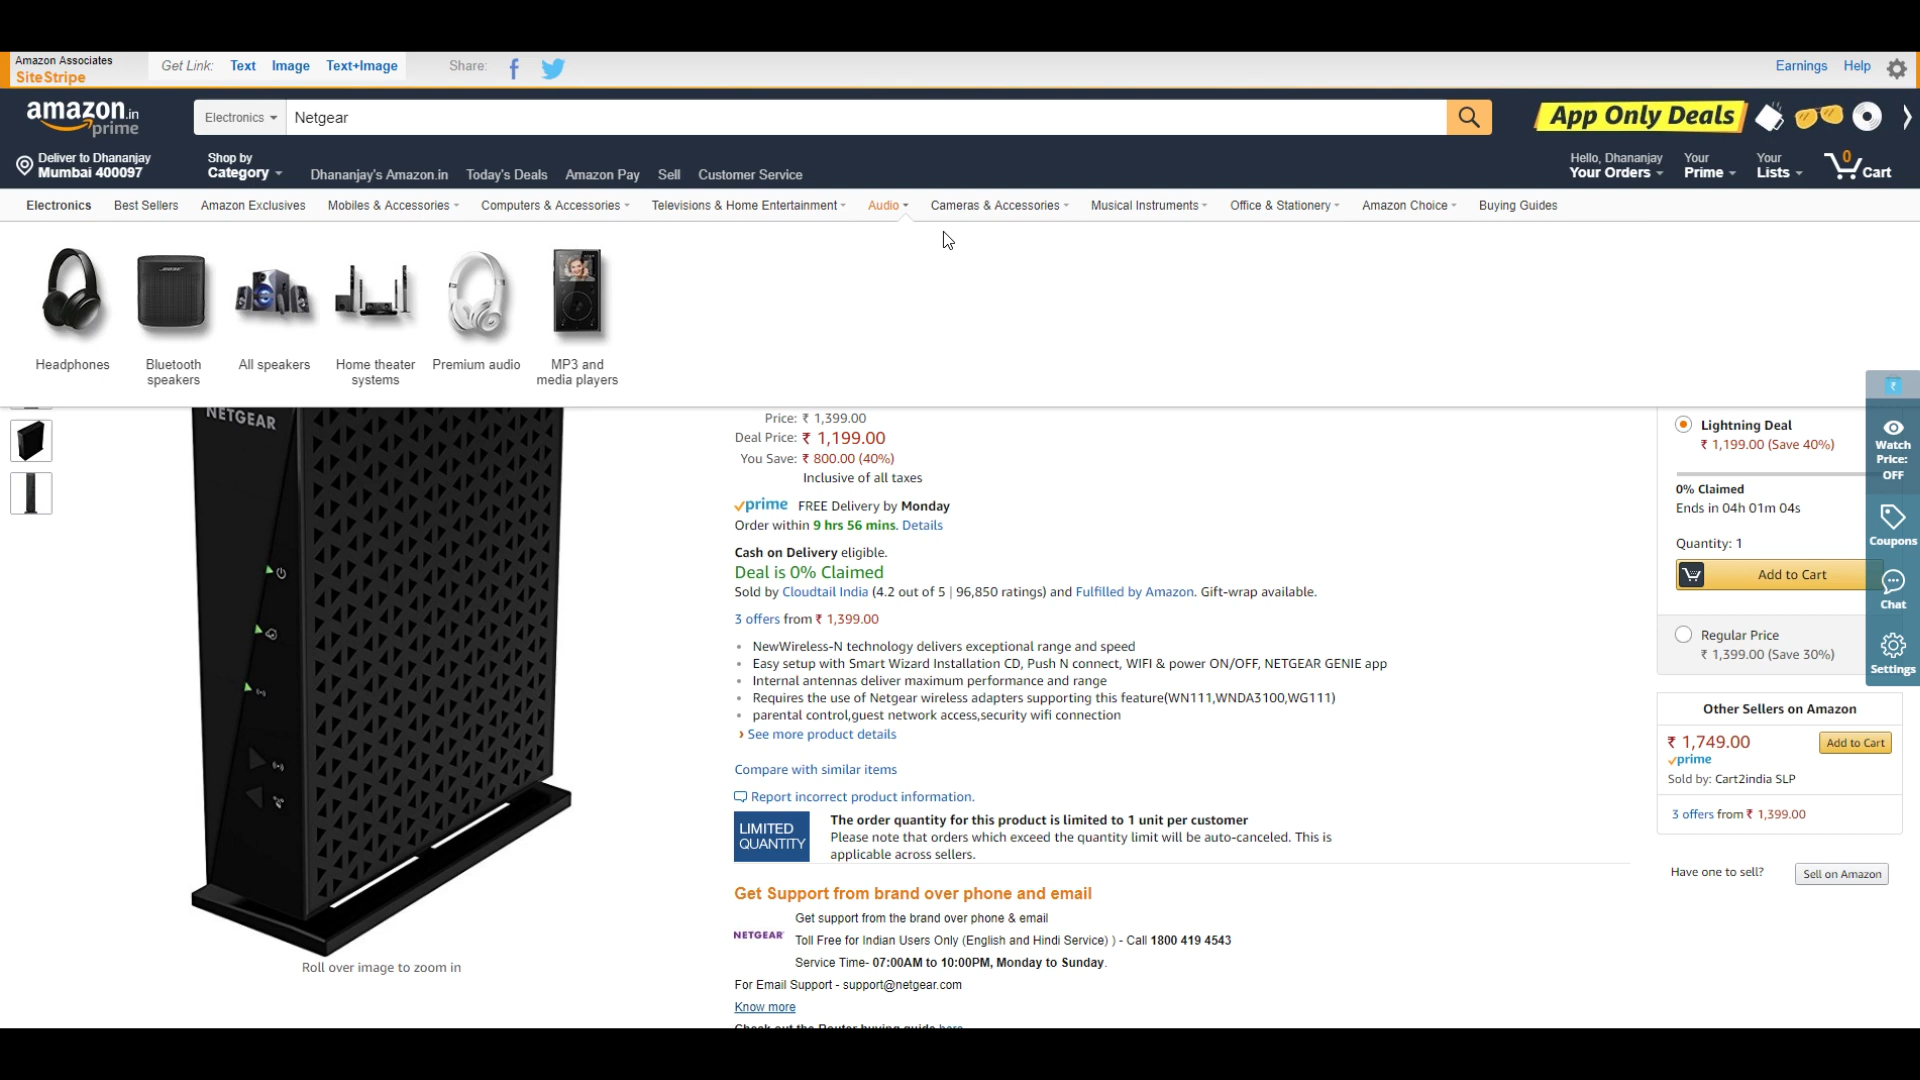 Amazon Associates
SiteStripe
Get Link: Text Image Text+Image Share:
Earnings Help
amazon.in
prime
Electronics Netgear
App Only Deals
Deliver to Dhananjay
Mumbai 400097
Shop by
Category
Dhananjay's Amazon.in Today's Deals Amazon Pay Sell Customer Service
Hello, Dhananjay
Your Orders
Your
Prime
Your
Lists
0
Cart
Electronics Best Sellers Amazon Exclusives Mobiles & Accessories Computers & Accessories Televisions & Home Entertainment Audio Cameras & Accessories Musical Instruments Office & Stationery Amazon Choice Buying Guides
Headphones
Bluetooth
speakers
All speakers
Home theater
systems
Premium audio
MP3 and
media players
NETGEAR
Roll over image to zoom in
Price: ₹ 1,399.00
Deal Price: ₹ 1,199.00
You Save: ₹ 800.00 (40%)
Inclusive of all taxes
prime FREE Delivery by Monday
Order within 9 hrs 56 mins. Details
Cash on Delivery eligible.
Deal is 0% Claimed
Sold by Cloudtail India (4.2 out of 5 | 96,850 ratings) and Fulfilled by Amazon. Gift-wrap available.
3 offers from ₹ 1,399.00
• NewWireless-N technology delivers exceptional range and speed
• Easy setup with Smart Wizard Installation CD, Push N connect, WIFI & power ON/OFF, NETGEAR GENIE app
• Internal antennas deliver maximum performance and range
• Requires the use of Netgear wireless adapters supporting this feature(WN111,WNDA3100,WG111)
• parental control,guest network access,security wifi connection
› See more product details
Compare with similar items
Report incorrect product information.
LIMITED
QUANTITY
The order quantity for this product is limited to 1 unit per customer
Please note that orders which exceed the quantity limit will be auto-canceled. This is
applicable across sellers.
Get Support from brand over phone and email
Get support from the brand over phone & email
NETGEAR
Toll Free for Indian Users Only (English and Hindi Service) ) - Call 1800 419 4543
Service Time- 07:00AM to 10:00PM, Monday to Sunday.
For Email Support - support@netgear.com
Know more
Check out the Router buying guide here
Lightning Deal
₹ 1,199.00 (Save 40%)
0% Claimed
Ends in 04h 01m 04s
Quantity: 1
Add to Cart
Regular Price
₹ 1,399.00 (Save 30%)
Other Sellers on Amazon
₹ 1,749.00
Add to Cart
prime
Sold by: Cart2india SLP
3 offers from ₹ 1,399.00
Have one to sell?
Sell on Amazon
₹
Watch
Price:
OFF
Coupons
Chat
Settings